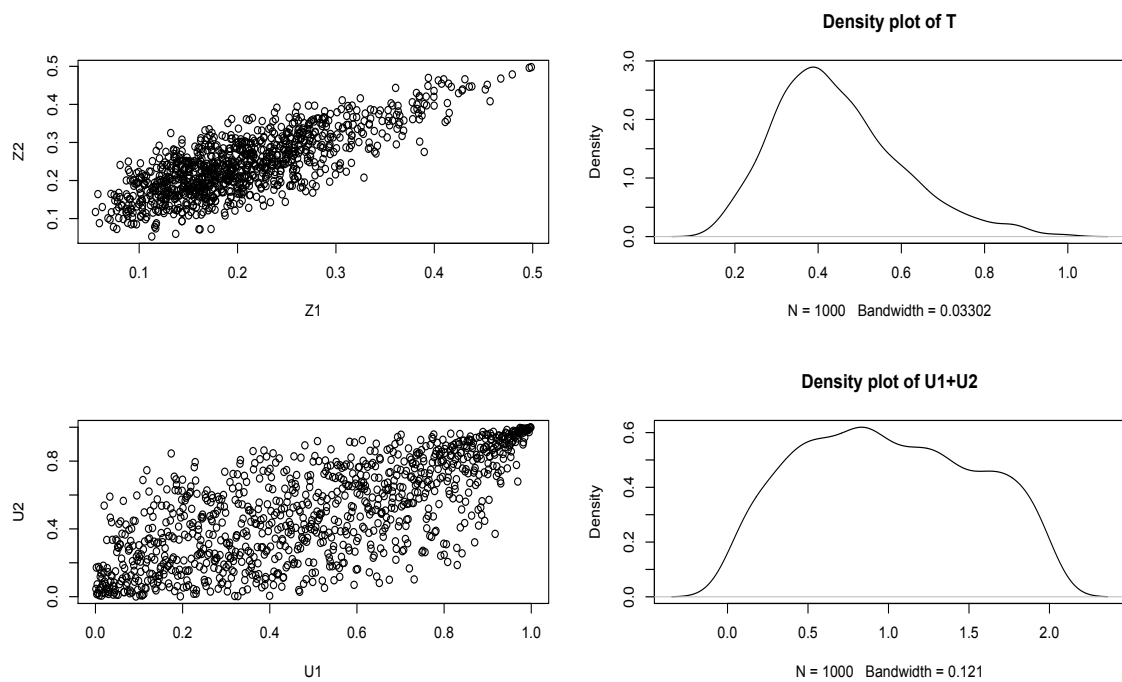 Z2
0.5
0.4
0.3
0.2
0.1
0.1 0.2 0.3 0.4 0.5
Z1
Density plot of T
Density
3.0
2.0
1.0
0.0
0.2 0.4 0.6 0.8 1.0
N = 1000 Bandwidth = 0.03302
U2
0.8
0.4
0.0
0.0 0.2 0.4 0.6 0.8 1.0
U1
Density plot of U1+U2
Density
0.6
0.4
0.2
0.0
0.0 0.5 1.0 1.5 2.0
N = 1000 Bandwidth = 0.121